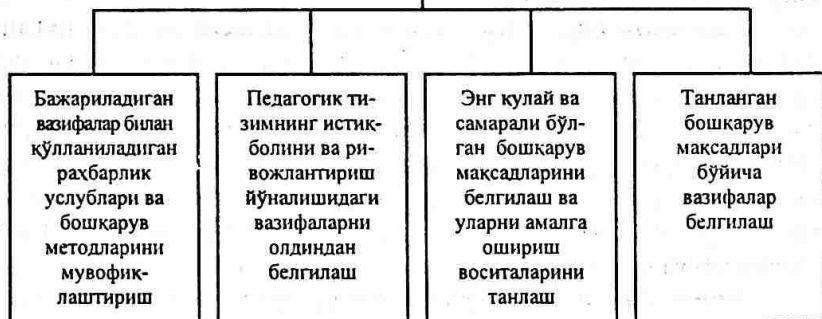 Бажариладиган
вазифалар билан
қўлланиладиган
раҳбарлик
услублари ва
бошқарув
методларини
мувофиқ-
лаштириш
Педагогик ти-
зимнинг истиқ-
болини ва ри-
вожлантириш
йўналишидаги
вазифаларни
олдиндан
белгилаш
Энг қулай ва
самарали бўл-
ган бошқарув
мақсадларини
белгилаш ва
уларни амалга
ошириш
воситаларини
танлаш
Танланган
бошқарув
мақсадлари
бўйича
вазифалар
белгилаш